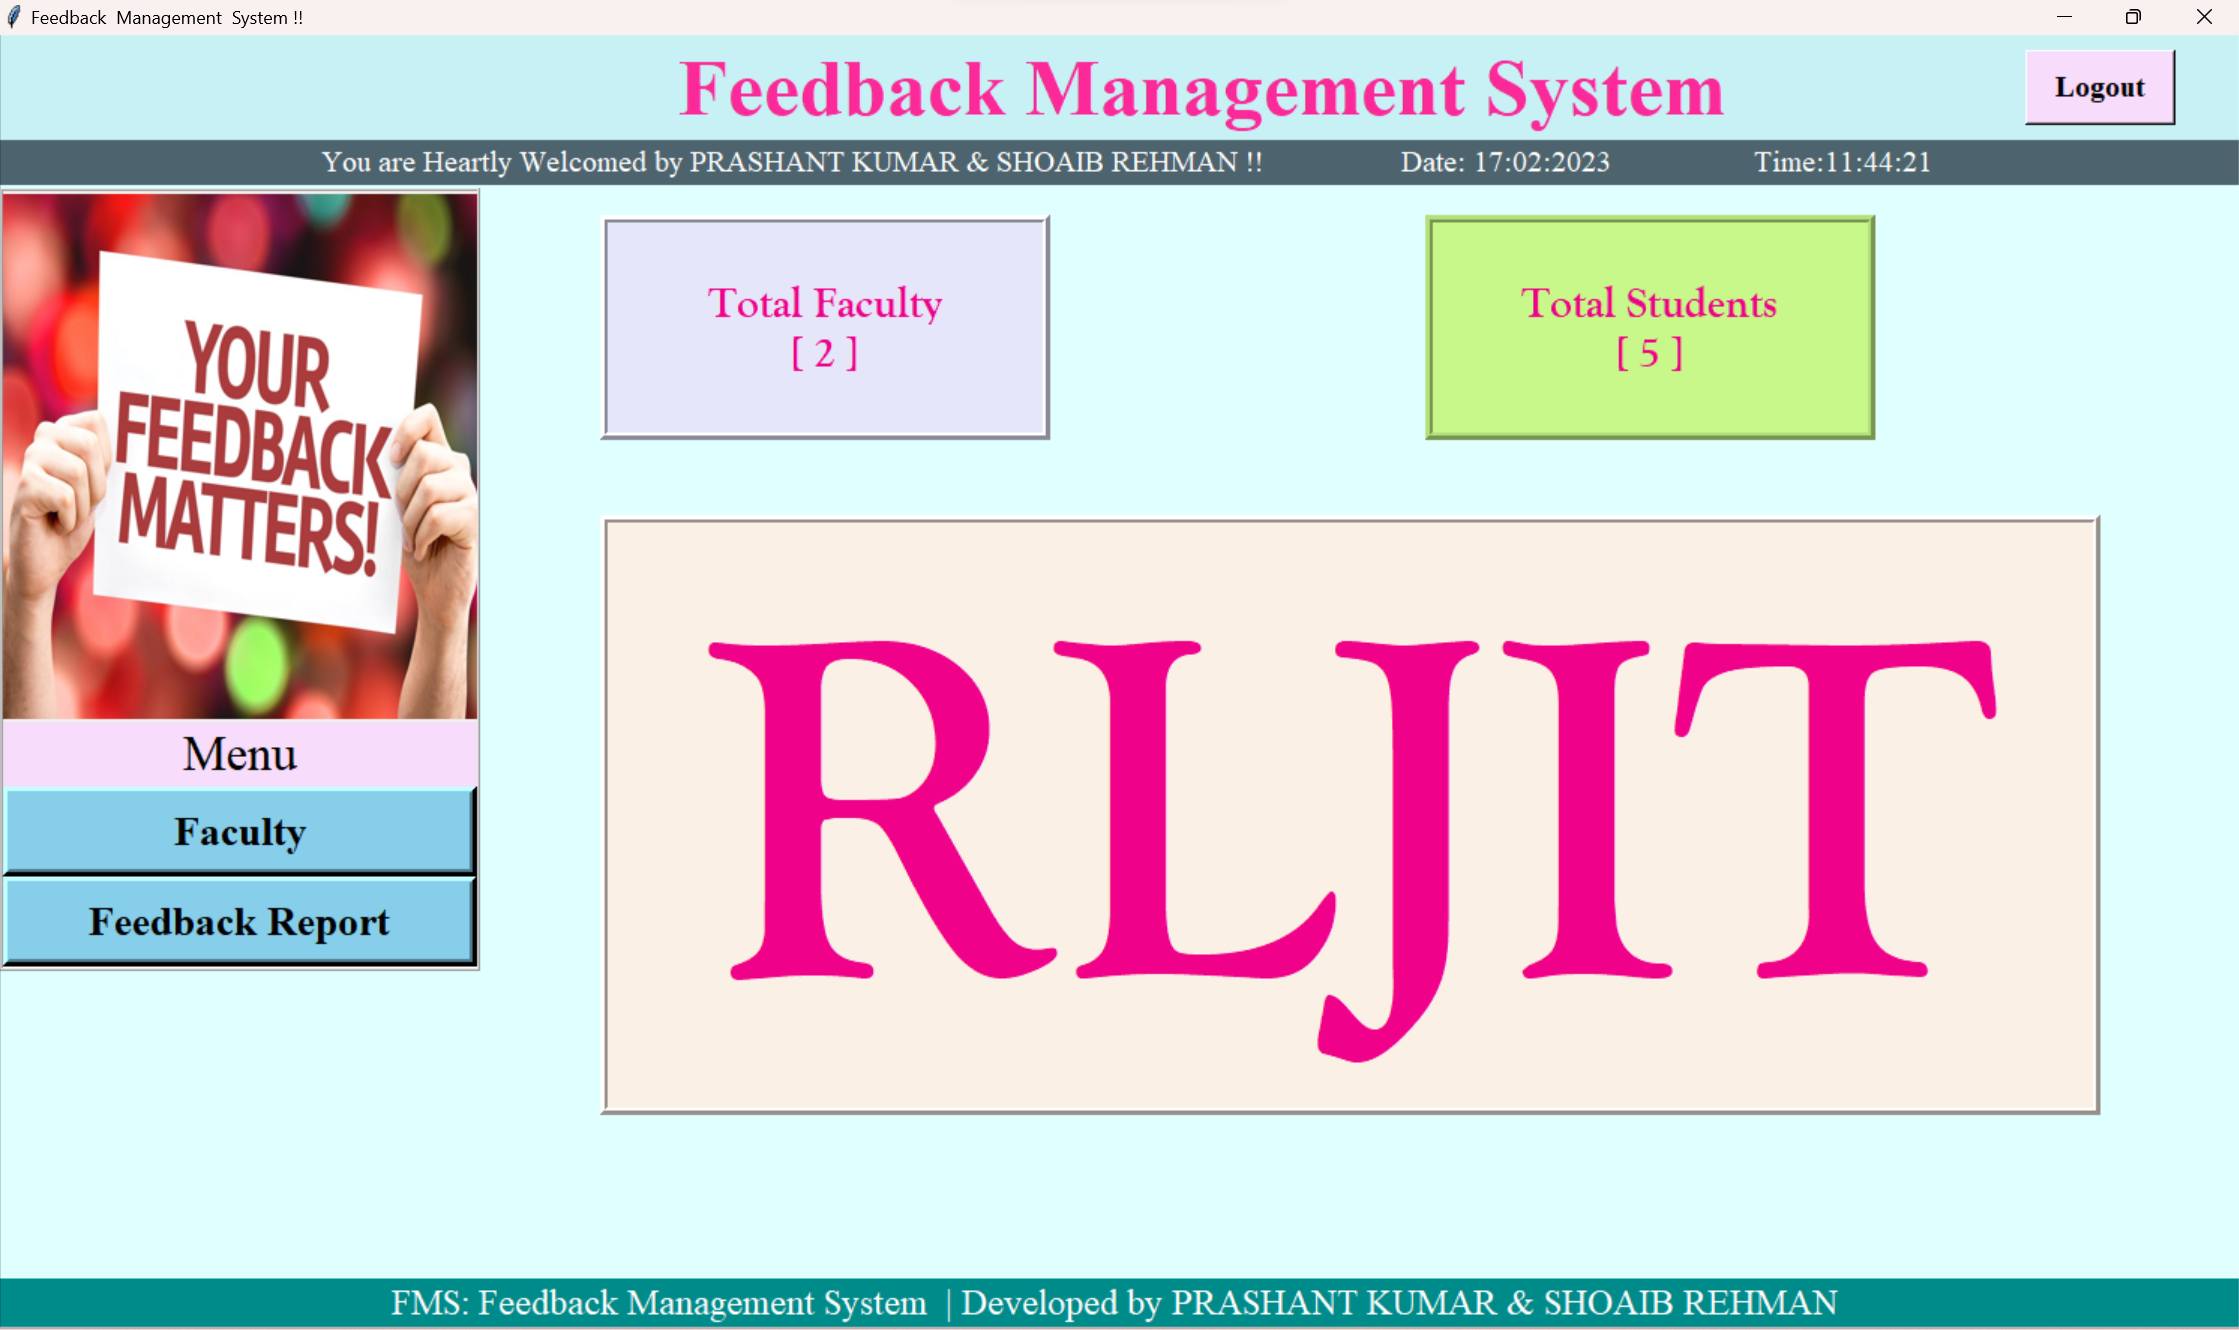 Feedback Management System !!
Feedback Management System
Logout
You are Heartly Welcomed by PRASHANT KUMAR & SHOAIB REHMAN !! Date: 17:02:2023 Time:11:44:21
YOUR
FEEDBACK
MATTERS!
Menu
Faculty
Feedback Report
Total Faculty
[ 2 ]
Total Students
[ 5 ]
RLJIT
FMS: Feedback Management System | Developed by PRASHANT KUMAR & SHOAIB REHMAN